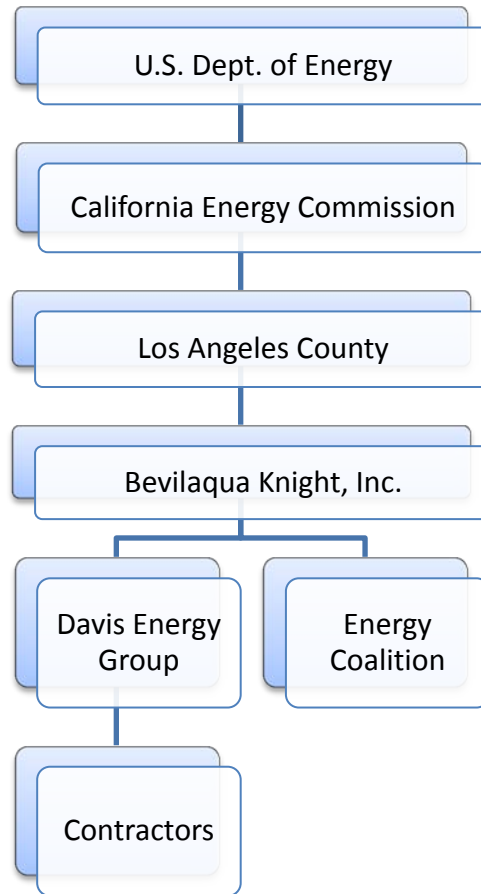 U.S. Dept. of Energy
California Energy Commission
Los Angeles County
Bevilaqua Knight, Inc.
Davis Energy
Group
Energy
Coalition
Contractors